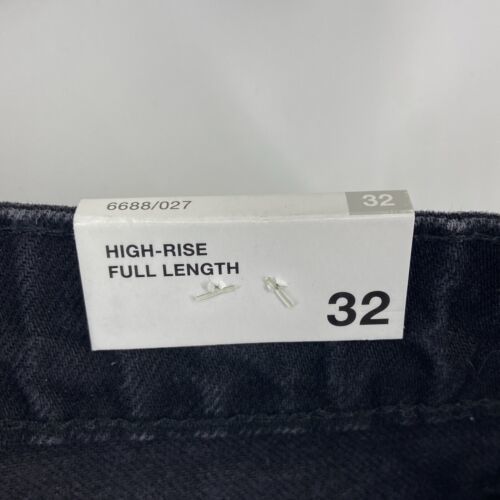 6688/027 32
HIGH-RISE
FULL LENGTH
32